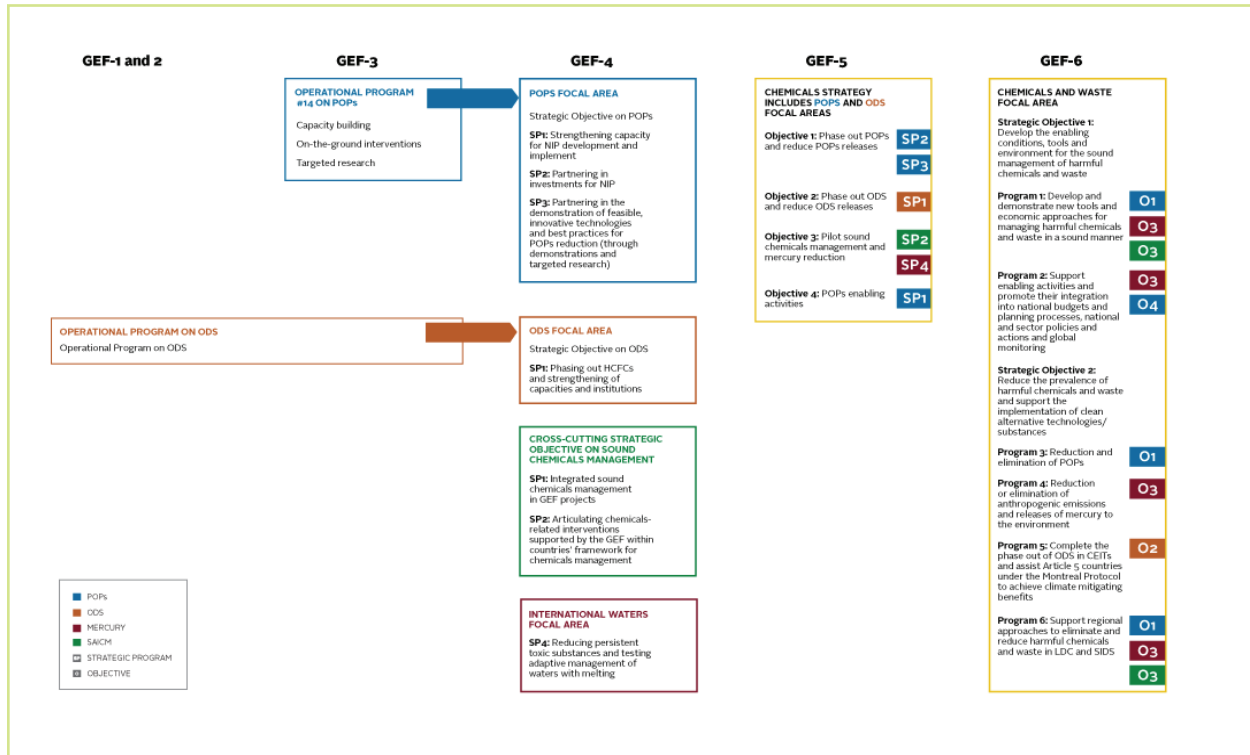 GEF-1 and 2
GEF-3
GEF-4
GEF-5
GEF-6
OPERATIONAL PROGRAM
#14 ON POPs
Capacity building
On-the-ground interventions
Targeted research
OPERATIONAL PROGRAM ON ODS
Operational Program on ODS
POPS FOCAL AREA
Strategic Objective on POPs
SP1: Strengthening capacity
for NIP development and
implement
SP2: Partnering in
investments for NIP
SP3: Partnering in the
demonstration of feasible,
innovative technologies
and best practices for
POPs reduction (through
demonstrations and
targeted research)
ODS FOCAL AREA
Strategic Objective on ODS
SP1: Phasing out HCFCs
and strengthening of
capacities and institutions
CROSS-CUTTING STRATEGIC
OBJECTIVE ON SOUND
CHEMICALS MANAGEMENT
SP1: Integrated sound
chemicals management
in GEF projects
SP2: Articulating chemicals-
related interventions
supported by the GEF within
countries' framework for
chemicals management
INTERNATIONAL WATERS
FOCAL AREA
SP4: Reducing persistent
toxic substances and testing
adaptive management of
waters with melting
CHEMICALS STRATEGY
INCLUDES POPS AND ODS
FOCAL AREAS
Objective 1: Phase out POPs
and reduce POPs releases
SP2
SP3
Objective 2: Phase out ODS
and reduce ODS releases
SP1
Objective 3: Pilot sound
chemicals management and
mercury reduction
SP2
SP4
Objective 4: POPs enabling
activities
SP1
CHEMICALS AND WASTE
FOCAL AREA
Strategic Objective 1:
Develop the enabling
conditions, tools and
environment for the sound
management of harmful
chemicals and waste
Program 1: Develop and
demonstrate new tools and
economic approaches for
managing harmful chemicals
and waste in a sound manner
O1
O3
O3
Program 2: Support
enabling activities and
promote their integration
into national budgets and
planning processes, national
and sector policies and
actions and global
monitoring
O3
O4
Strategic Objective 2:
Reduce the prevalence of
harmful chemicals and waste
and support the
implementation of clean
alternative technologies/
substances
Program 3: Reduction and
elimination of POPs
O1
Program 4: Reduction
or elimination of
anthropogenic emissions
and releases of mercury to
the environment
O3
Program 5: Complete the
phase out of ODS in CEITs
and assist Article 5 countries
under the Montreal Protocol
to achieve climate mitigating
benefits
O2
Program 6: Support regional
approaches to eliminate and
reduce harmful chemicals
and waste in LDC and SIDS
O1
O3
O3
POPs
ODS
MERCURY
SAICM
STRATEGIC PROGRAM
OBJECTIVE